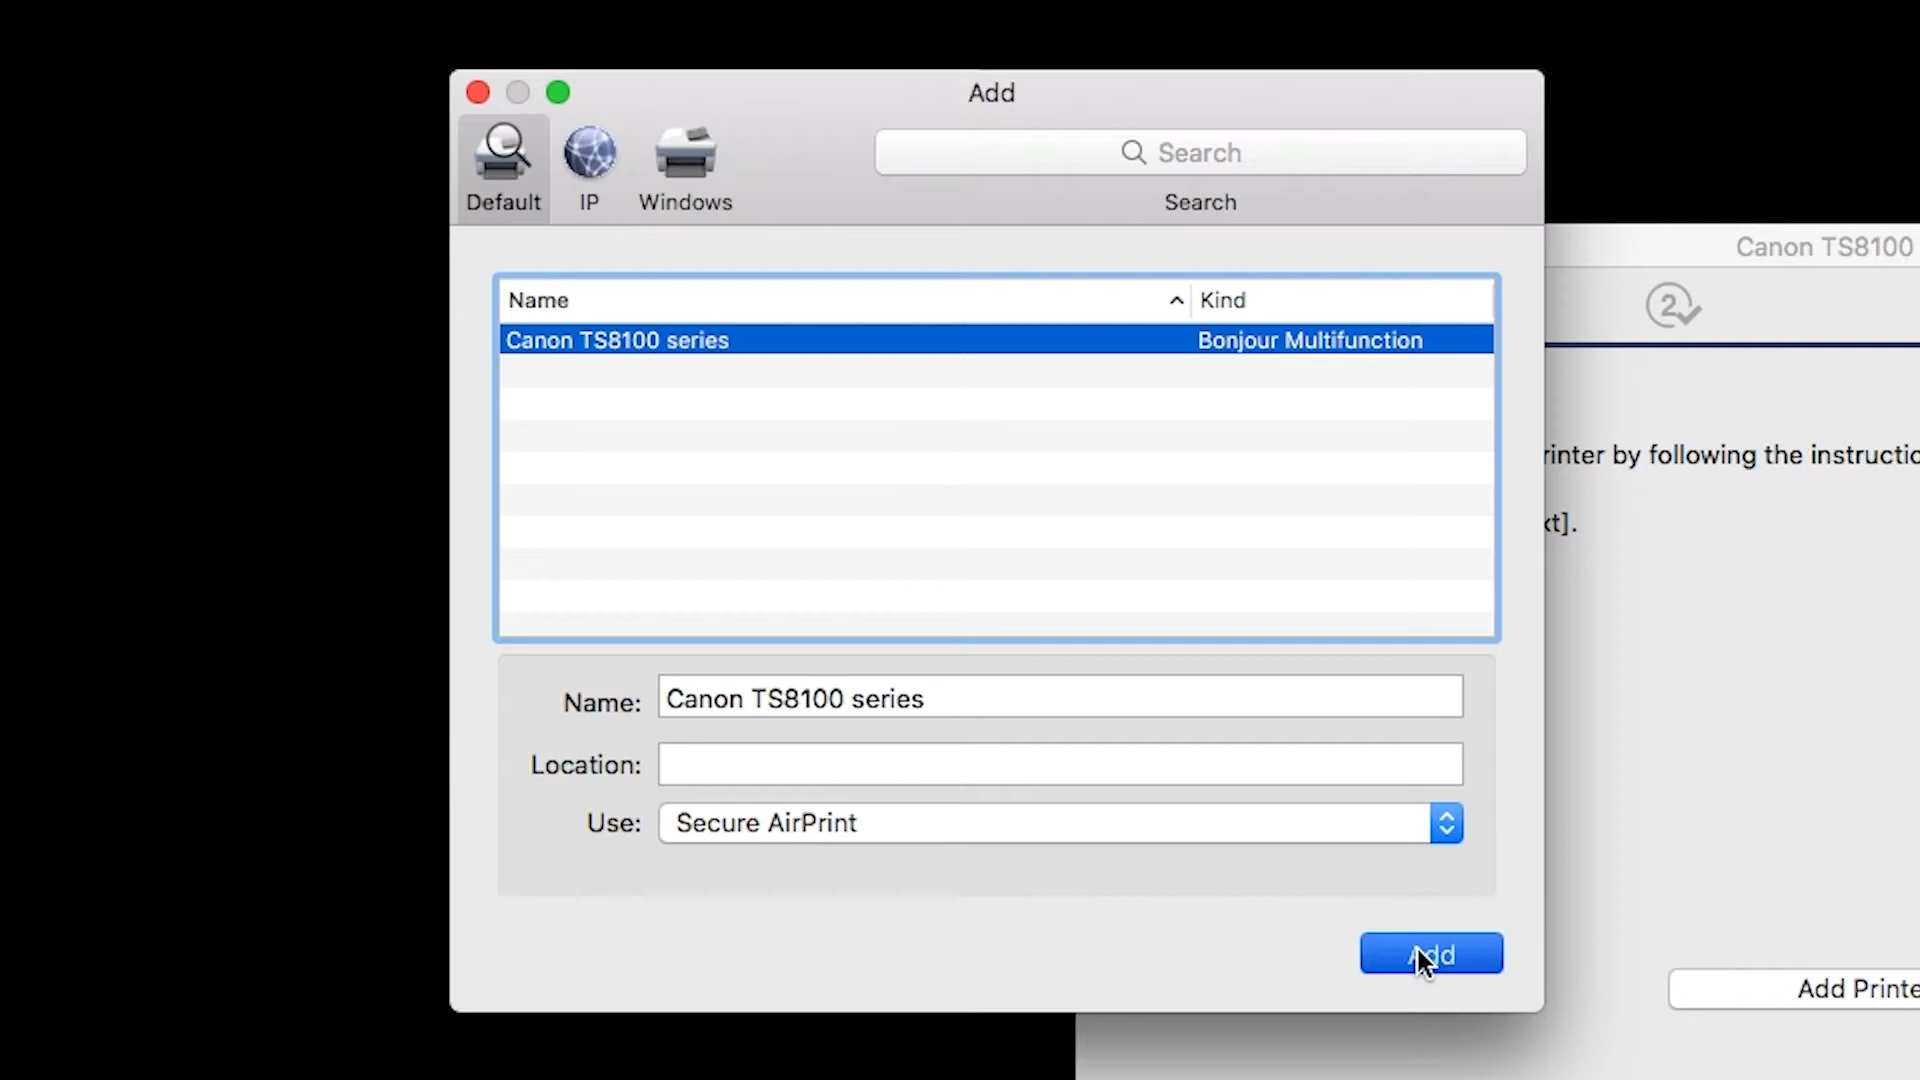 Add
Default
IP
Windows
Search
Search
Canon TS8100
2
Name
Kind
Canon TS8100 series
Bonjour Multifunction
rinter by following the instructio
xt].
Name:
Canon TS8100 series
Location:
Use:
Secure AirPrint
Add
Add Printe